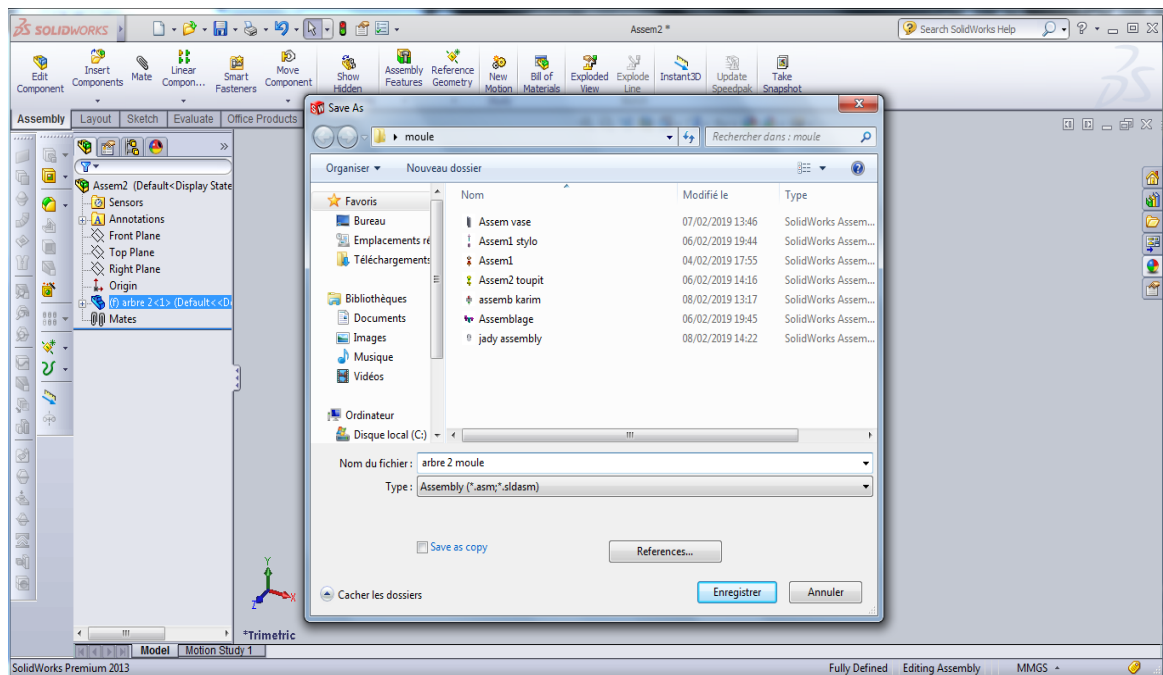 SOLIDWORKS
Assem2 *
Search SolidWorks Help
Edit Component
Insert Components
Mate
Linear Compon...
Smart Fasteners
Move Component
Show Hidden
Assembly Features
Reference Geometry
New Motion
Bill of Materials
Exploded View
Explode Line
Instant3D
Update Speedpak
Take Snapshot
Assembly Layout Sketch Evaluate Office Products
Assem2 (Default<Display State
Sensors
Annotations
Front Plane
Top Plane
Right Plane
Origin
(f) arbre 2<1> (Default<<D
Mates
Save As
moule
Rechercher dans : moule
Organiser Nouveau dossier
Favoris
Bureau
Emplacements ré
Téléchargements
Bibliothèques
Documents
Images
Musique
Vidéos
Ordinateur
Disque local (C:)
Nom Modifié le Type
Assem vase 07/02/2019 13:46 SolidWorks Assem...
Assem1 stylo 06/02/2019 19:44 SolidWorks Assem...
Assem1 04/02/2019 17:55 SolidWorks Assem...
Assem2 toupit 06/02/2019 14:16 SolidWorks Assem...
assemb karim 08/02/2019 13:17 SolidWorks Assem...
Assemblage 06/02/2019 19:45 SolidWorks Assem...
jady assembly 08/02/2019 14:22 SolidWorks Assem...
Nom du fichier : arbre 2 moule
Type : Assembly (*.asm;*.sldasm)
Save as copy
References...
Cacher les dossiers
Enregistrer
Annuler
Y
X
Z
*Trimetric
Model Motion Study 1
SolidWorks Premium 2013
Fully Defined Editing Assembly MMGS